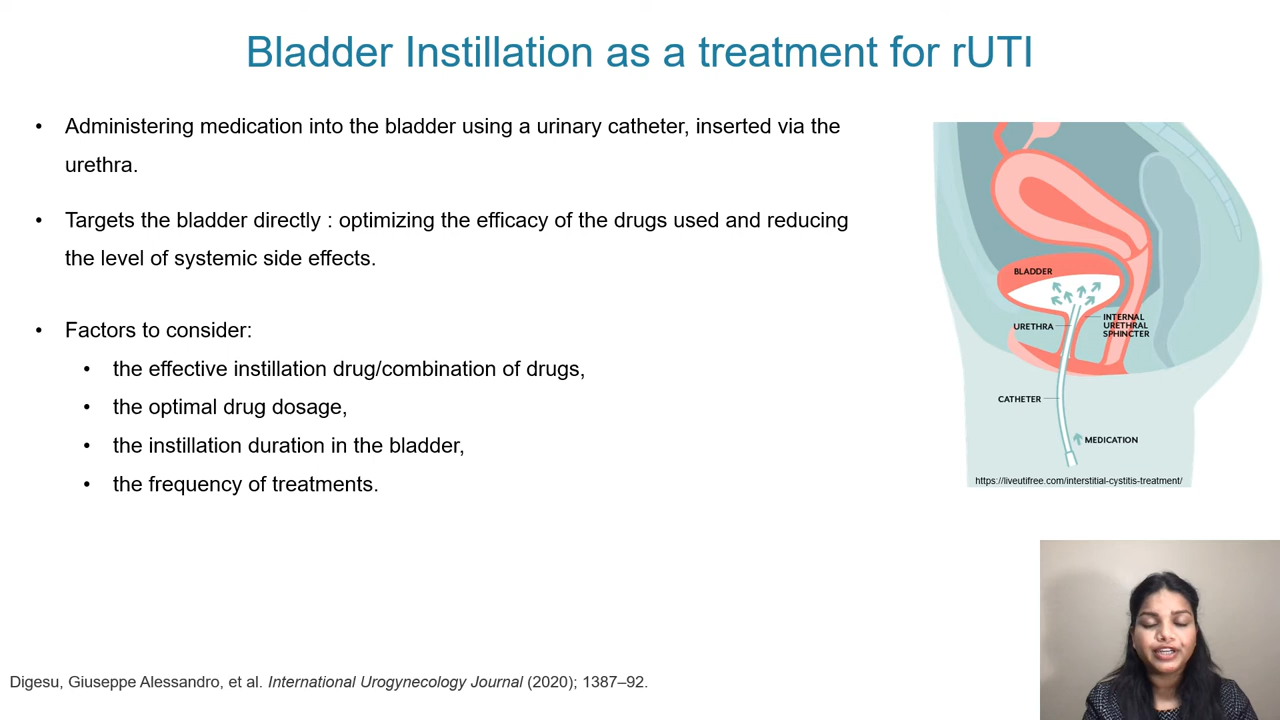 Bladder Instillation as a treatment for rUTI
• Administering medication into the bladder using a urinary catheter, inserted via the
urethra.
• Targets the bladder directly : optimizing the efficacy of the drugs used and reducing
the level of systemic side effects.
• Factors to consider:
• the effective instillation drug/combination of drugs,
• the optimal drug dosage,
• the instillation duration in the bladder,
• the frequency of treatments.
BLADDER
URETHRA
INTERNAL
URETHRAL
SPHINCTER
CATHETER
MEDICATION
https://liveutifree.com/interstitial-cystitis-treatment/
Digesu, Giuseppe Alessandro, et al. International Urogynecology Journal (2020); 1387–92.